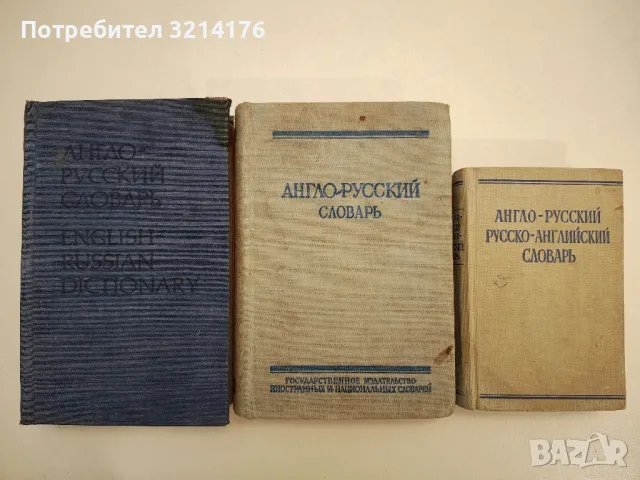 Потребител 3214176
АНГЛО-
РУССКИЙ
СЛОВАРЬ
ENGLISH-
RUSSIAN
DICTIONARY
АНГЛО-РУССКИЙ
СЛОВАРЬ
ГОСУДАРСТВЕННОЕ ИЗДАТЕЛЬСТВО
ИНОСТРАННЫХ И НАЦИОНАЛЬНЫХ СЛОВАРЕЙ
АНГЛО-РУССКИЙ
РУССКО-АНГЛИЙСКИЙ
СЛОВАРЬ
BAZAR